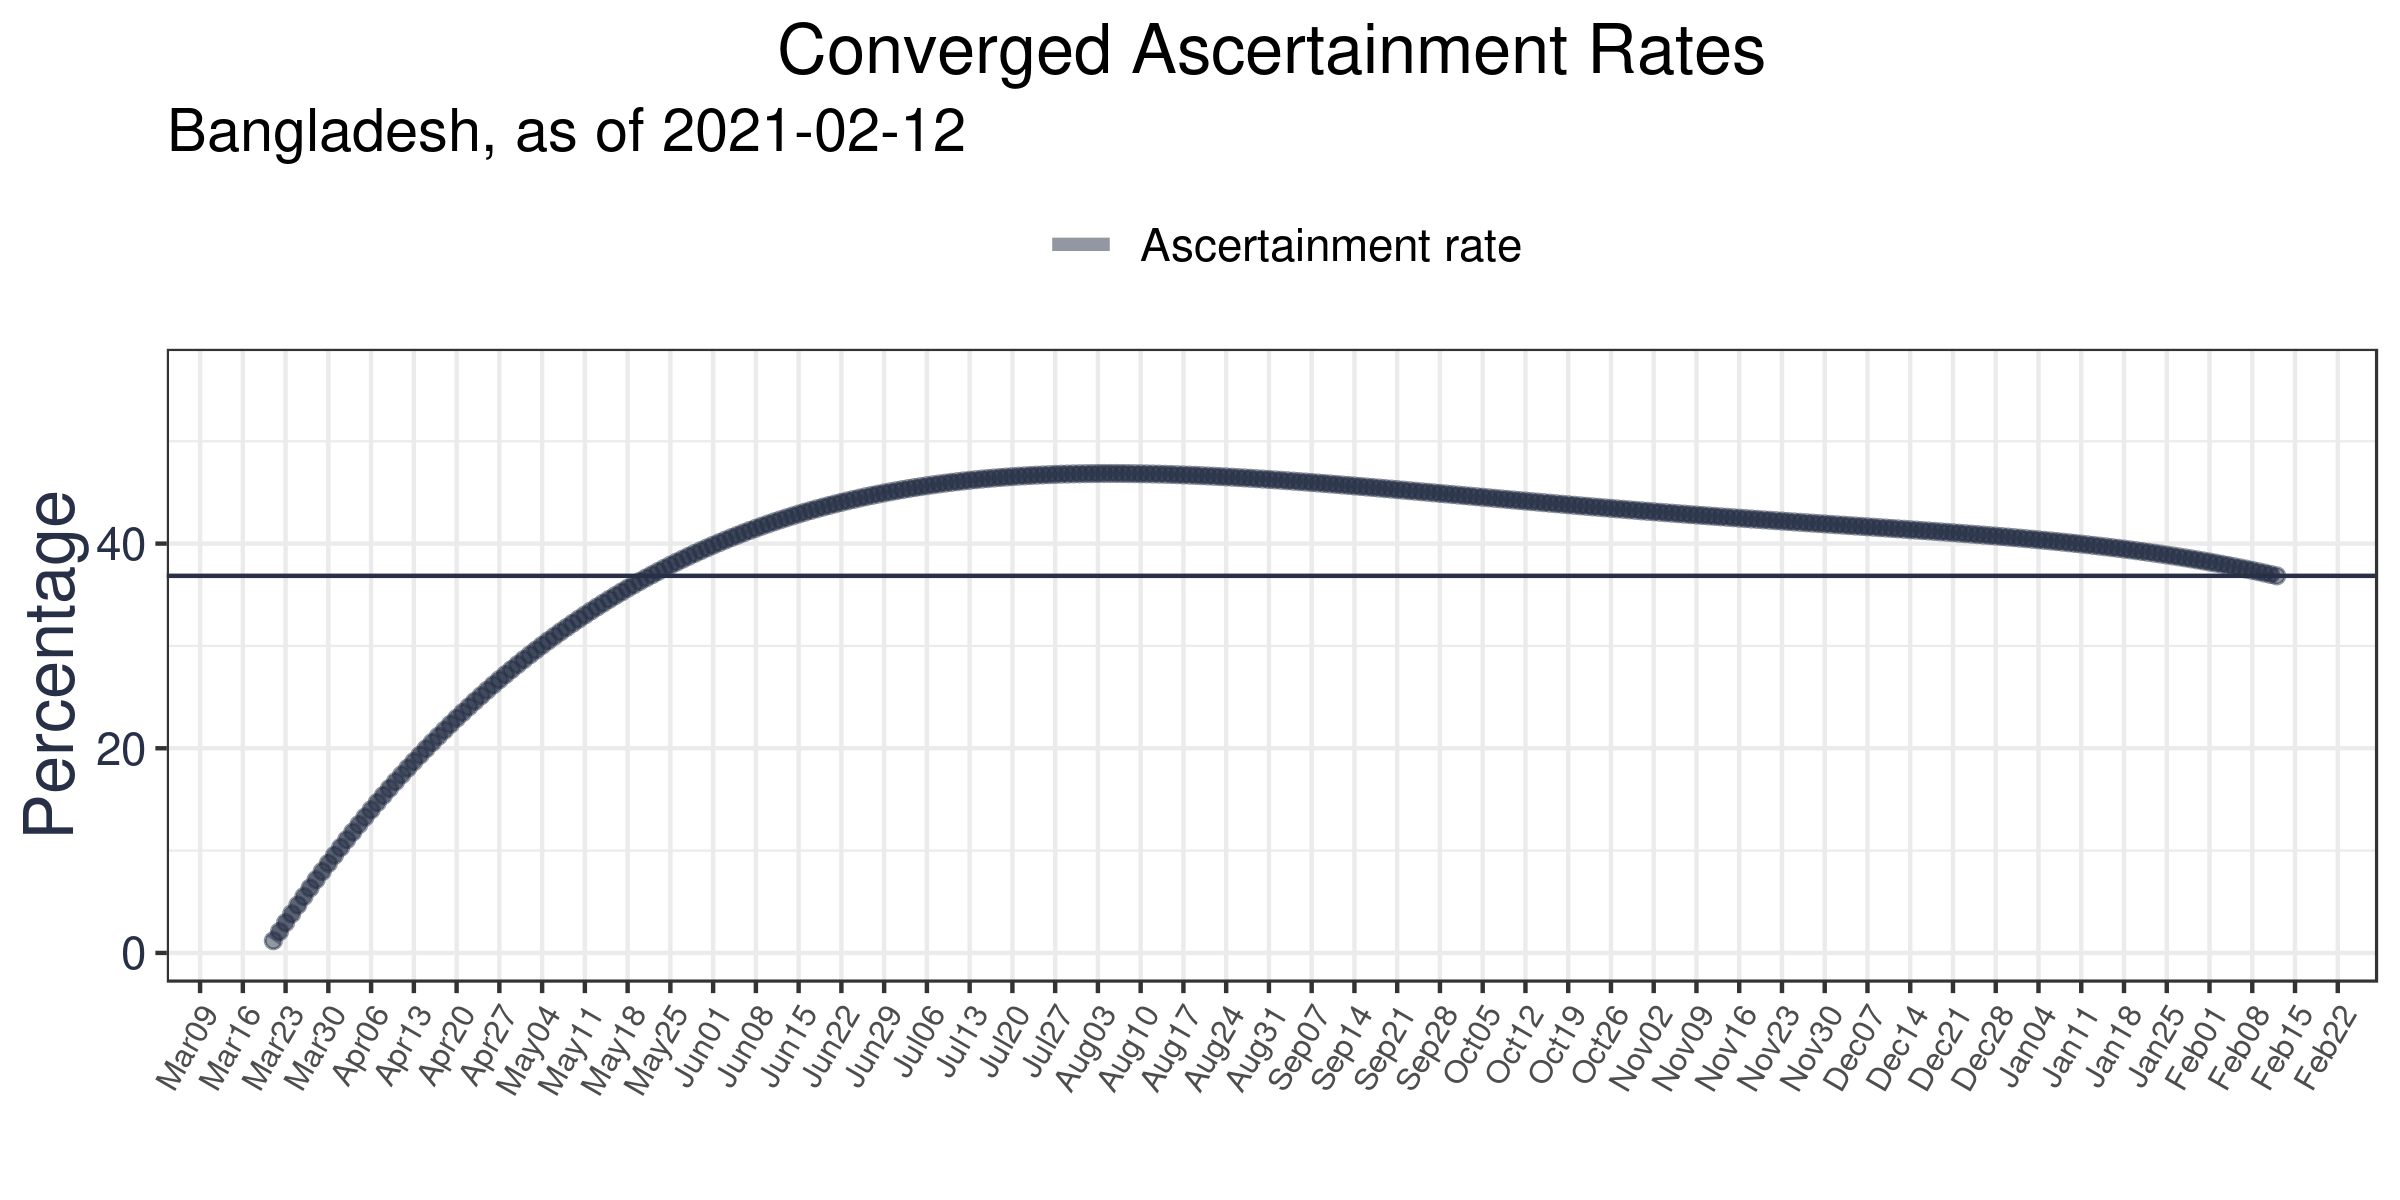 Converged Ascertainment Rates
Bangladesh, as of 2021-02-12
Ascertainment rate
Percentage
40
20
0
Mar09
Mar16
Mar23
Mar30
Apr06
Apr13
Apr20
Apr27
May04
May11
May18
May25
Jun01
Jun08
Jun15
Jun22
Jun29
Jul06
Jul13
Jul20
Jul27
Aug03
Aug10
Aug17
Aug24
Aug31
Sep07
Sep14
Sep21
Sep28
Oct05
Oct12
Oct19
Oct26
Nov02
Nov09
Nov16
Nov23
Nov30
Dec07
Dec14
Dec21
Dec28
Jan04
Jan11
Jan18
Jan25
Feb01
Feb08
Feb15
Feb22